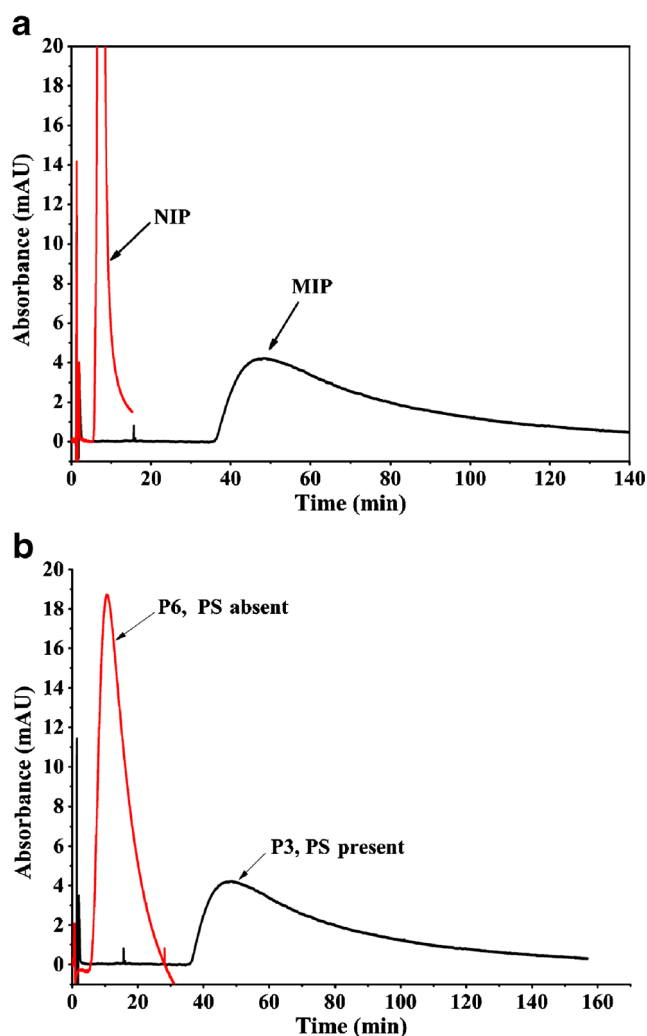 a
20
18
16
14
12
10
8
6
4
2
0
Absorbance (mAU)
NIP
MIP
0 20 40 60 80 100 120 140
Time (min)
b
20
18
16
14
12
10
8
6
4
2
0
Absorbance (mAU)
P6, PS absent
P3, PS present
0 20 40 60 80 100 120 140 160
Time (min)